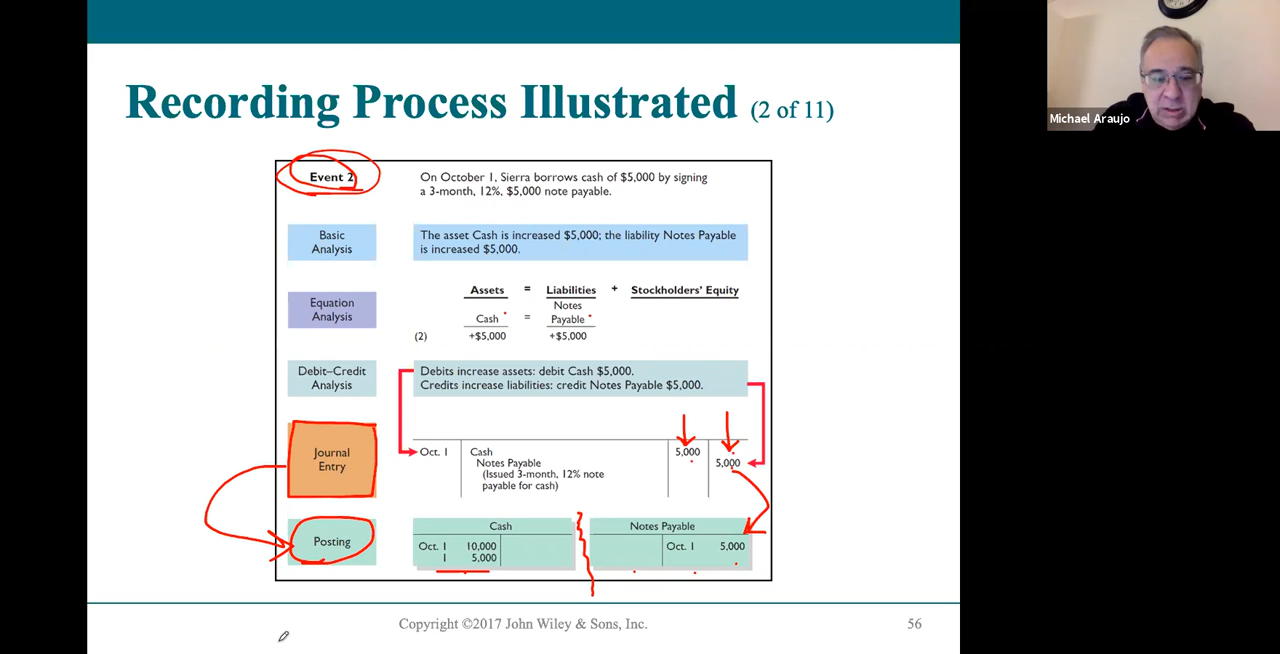 Recording Process Illustrated (2 of 11)
Michael Araujo
Event 2
On October 1, Sierra borrows cash of $5,000 by signing
a 3-month, 12%, $5,000 note payable.
Basic
Analysis
The asset Cash is increased $5,000; the liability Notes Payable
is increased $5,000.
Equation
Analysis
Assets = Liabilities + Stockholders' Equity
Notes
Cash = Payable
(2) +$5,000 +$5,000
Debit–Credit
Analysis
Debits increase assets: debit Cash $5,000.
Credits increase liabilities: credit Notes Payable $5,000.
Journal
Entry
Oct. 1 Cash 5,000
Notes Payable 5,000
(Issued 3-month, 12% note
payable for cash)
Posting
Cash
Oct. 1 10,000
1 5,000
Notes Payable
Oct. 1 5,000
Copyright ©2017 John Wiley & Sons, Inc.
56